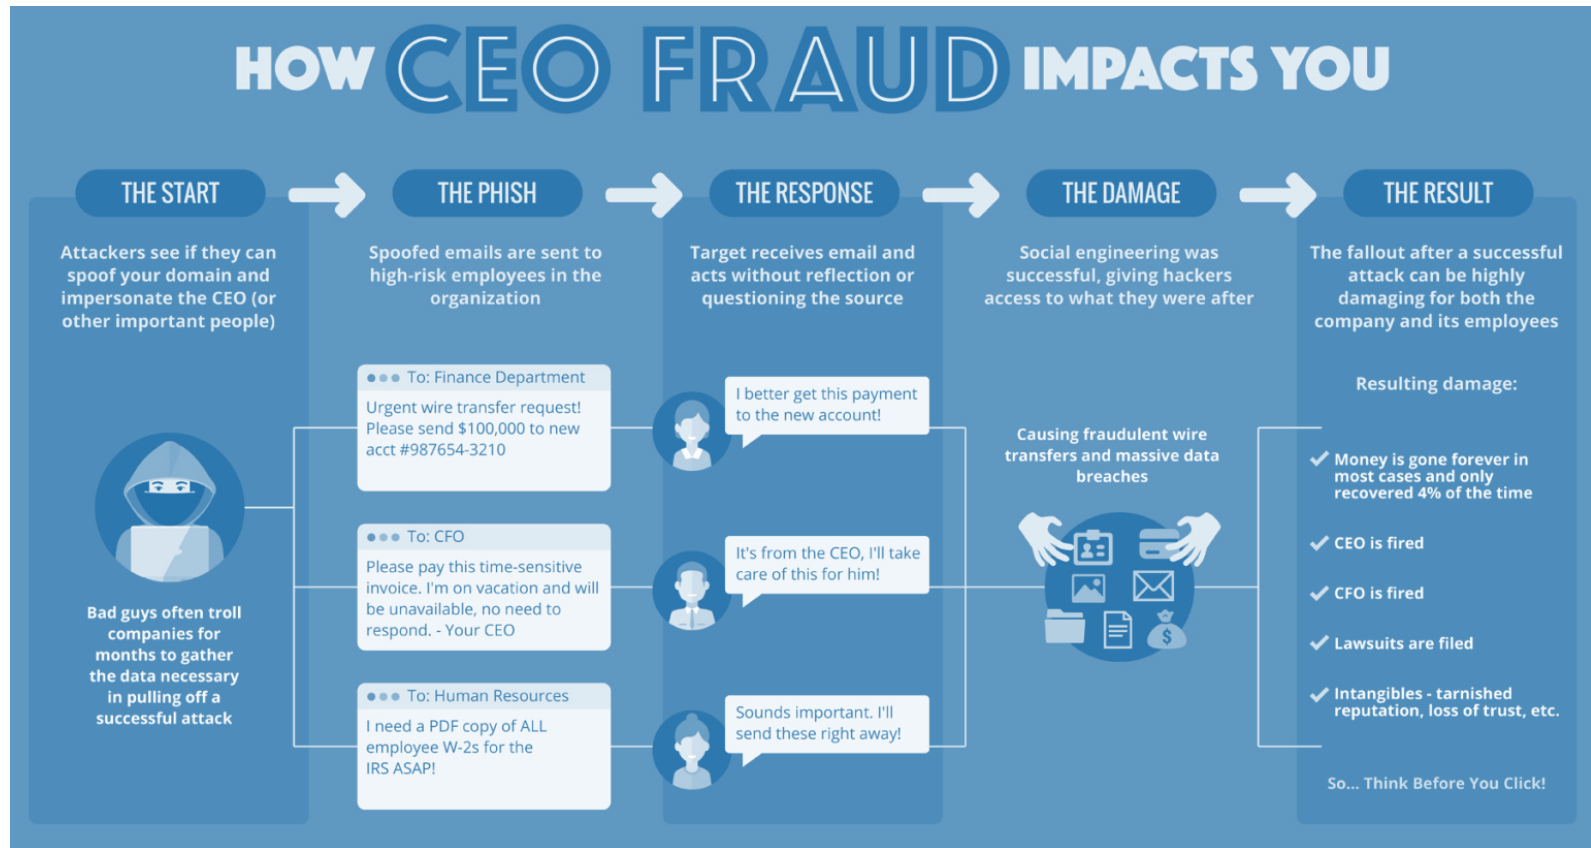 HOW CEO FRAUD IMPACTS YOU
THE START
Attackers see if they can
spoof your domain and
impersonate the CEO (or
other important people)
Bad guys often troll
companies for
months to gather
the data necessary
in pulling off a
successful attack
THE PHISH
Spoofed emails are sent to
high-risk employees in the
organization
To: Finance Department
Urgent wire transfer request!
Please send $100,000 to new
acct #987654-3210
To: CFO
Please pay this time-sensitive
invoice. I'm on vacation and will
be unavailable, no need to
respond. - Your CEO
To: Human Resources
I need a PDF copy of ALL
employee W-2s for the
IRS ASAP!
THE RESPONSE
Target receives email and
acts without reflection or
questioning the source
I better get this payment
to the new account!
It's from the CEO, I'll take
care of this for him!
Sounds important. I'll
send these right away!
THE DAMAGE
Social engineering was
successful, giving hackers
access to what they were after
Causing fraudulent wire
transfers and massive data
breaches
$
THE RESULT
The fallout after a successful
attack can be highly
damaging for both the
company and its employees
Resulting damage:
Money is gone forever in
most cases and only
recovered 4% of the time
CEO is fired
CFO is fired
Lawsuits are filed
Intangibles - tarnished
reputation, loss of trust, etc.
So... Think Before You Click!